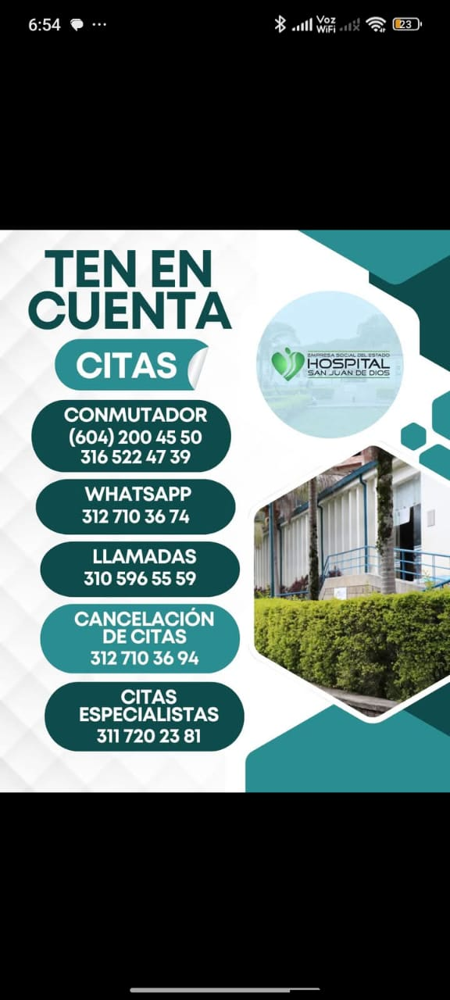 6:54
Voz
WiFi
23
TEN EN
CUENTA
CITAS
EMPRESA SOCIAL DEL ESTADO
HOSPITAL
SAN JUAN DE DIOS
CONMUTADOR
(604) 200 45 50
316 522 47 39
WHATSAPP
312 710 36 74
LLAMADAS
310 596 55 59
CANCELACIÓN
DE CITAS
312 710 36 94
CITAS
ESPECIALISTAS
311 720 23 81